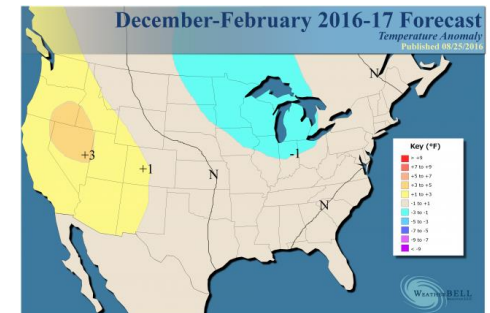 December-February 2016-17 Forecast
Temperature Anomaly
Published 08/25/2016
N
+3
+1
N
-1
N
Key (°F)
> +9
+7 to +9
+5 to +7
+3 to +5
+1 to +3
-1 to +1
-3 to -1
-5 to -3
-7 to -5
-9 to -7
< -9
WEATHERBELL